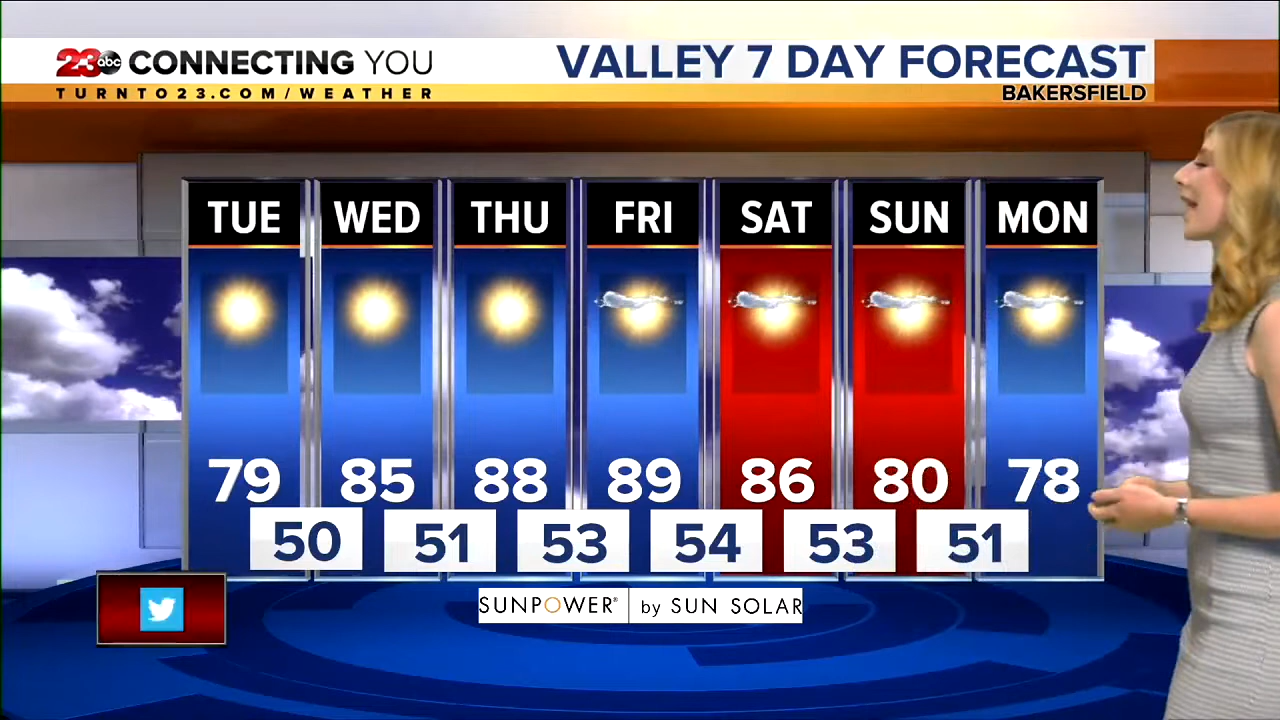 23abc CONNECTING YOU
TURNTO23.COM/WEATHER
VALLEY 7 DAY FORECAST
BAKERSFIELD
TUE WED THU FRI SAT SUN MON
79 85 88 89 86 80 78
50 51 53 54 53 51
SUNPOWER® | by SUN SOLAR